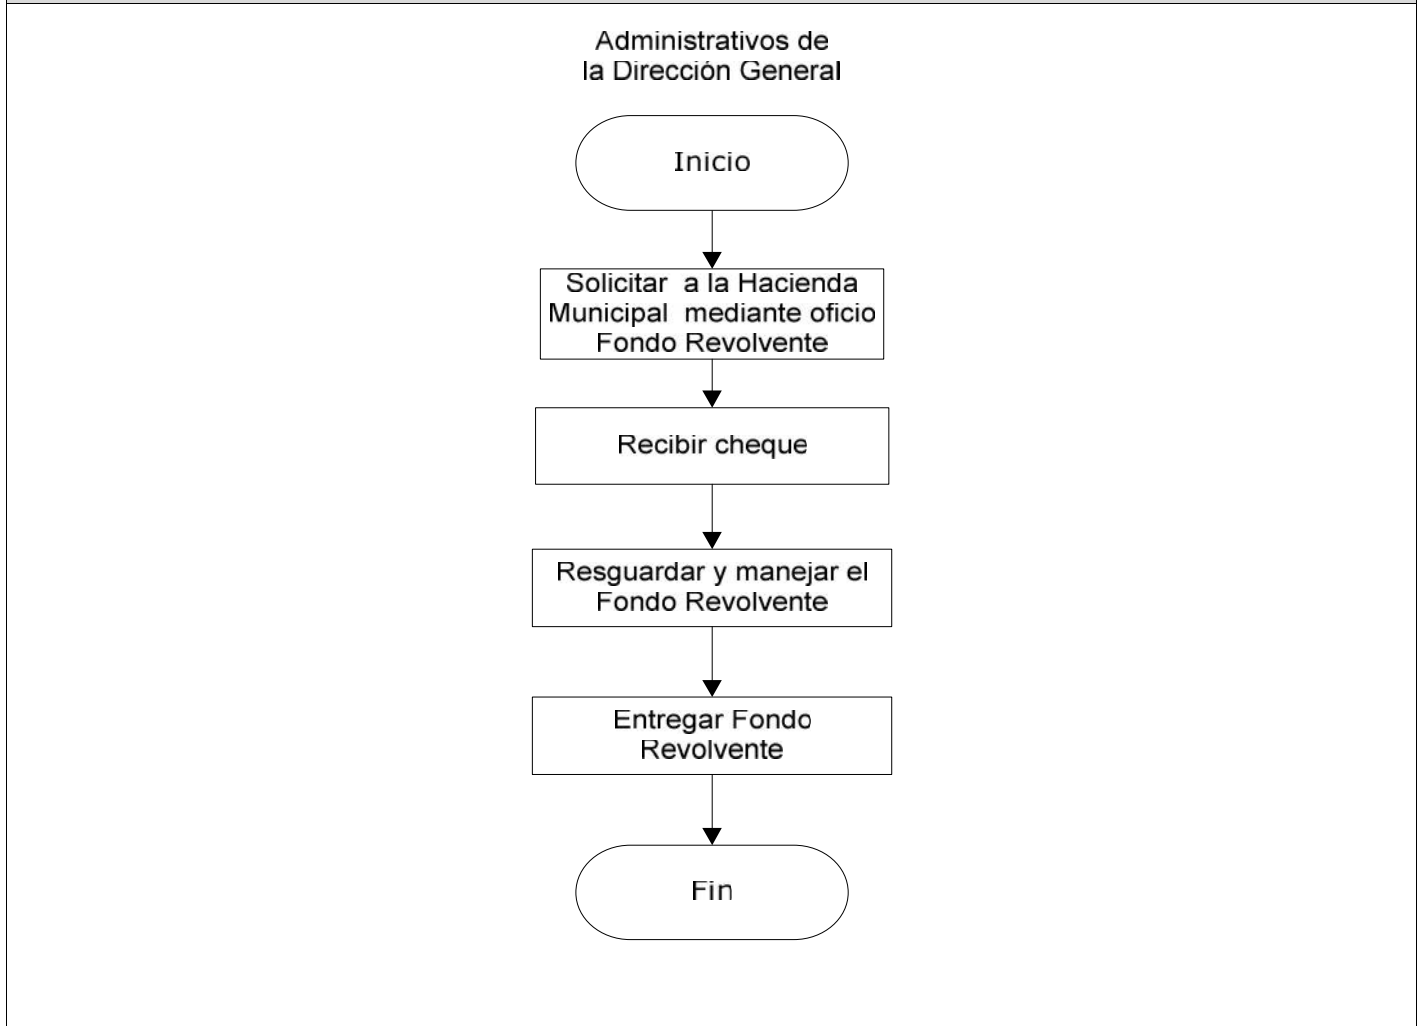 Administrativos de
la Dirección General
Inicio
Solicitar  a la Hacienda
Municipal  mediante oficio
Fondo Revolvente
Recibir cheque
Resguardar y manejar el
Fondo Revolvente
Entregar Fondo
Revolvente
Fin